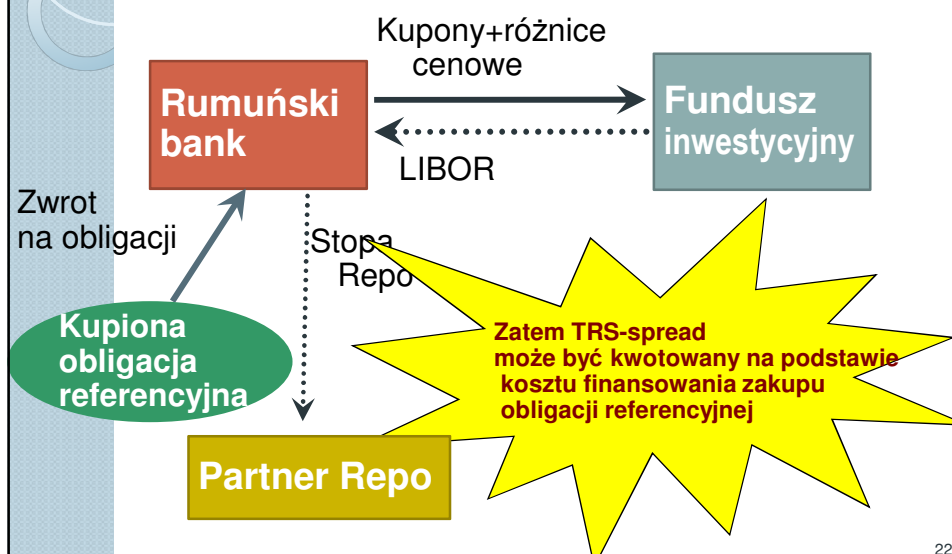 Kupony+różnice
cenowe
Rumuński
bank
Fundusz
inwestycyjny
LIBOR
Zwrot
na obligacji
Stopa
Repo
Kupiona
obligacja
referencyjna
Zatem TRS-spread
może być kwotowany na podstawie
kosztu finansowania zakupu
obligacji referencyjnej
Partner Repo
22